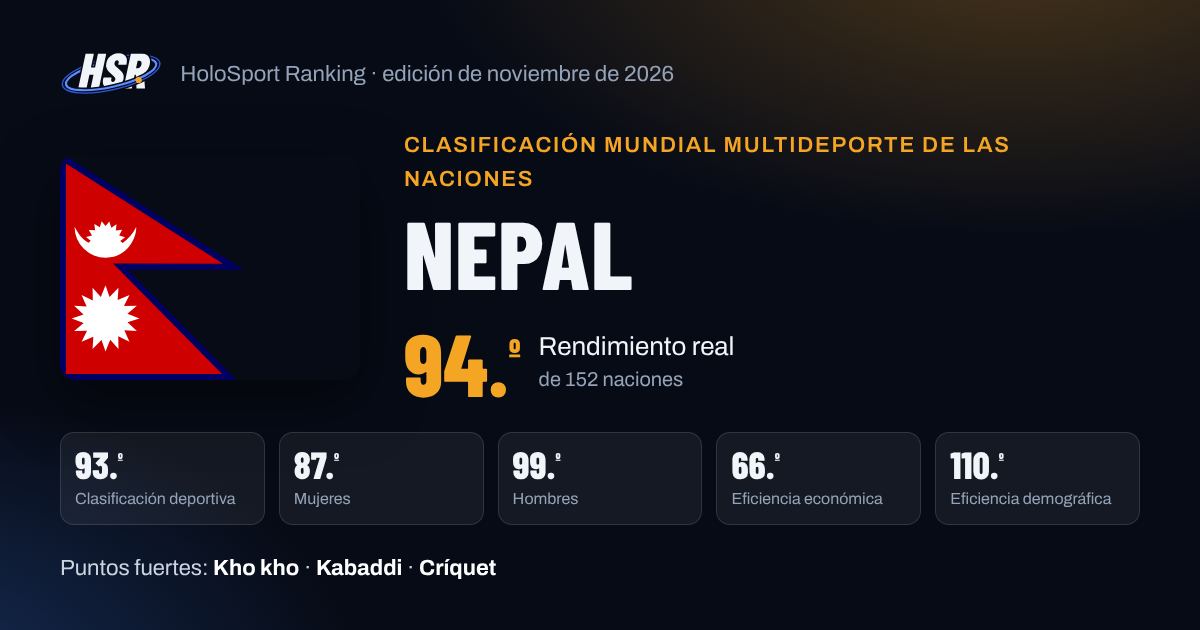 HSR
HoloSport Ranking · edición de noviembre de 2026
CLASIFICACIÓN MUNDIAL MULTIDEPORTE DE LAS
NACIONES
NEPAL
94.º
Rendimiento real
de 152 naciones
93.º
Clasificación deportiva
87.º
Mujeres
99.º
Hombres
66.º
Eficiencia económica
110.º
Eficiencia demográfica
Puntos fuertes: Kho kho · Kabaddi · Críquet